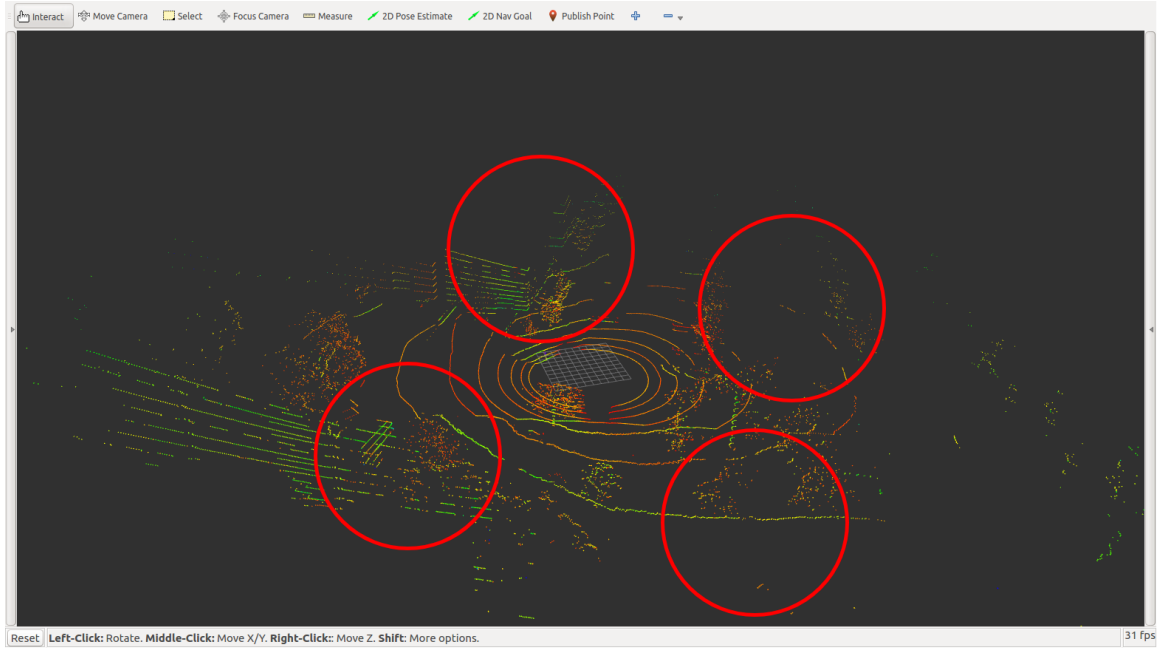 Interact Move Camera Select Focus Camera Measure 2D Pose Estimate 2D Nav Goal Publish Point
Reset Left-Click: Rotate. Middle-Click: Move X/Y. Right-Click:: Move Z. Shift: More options. 31 fps